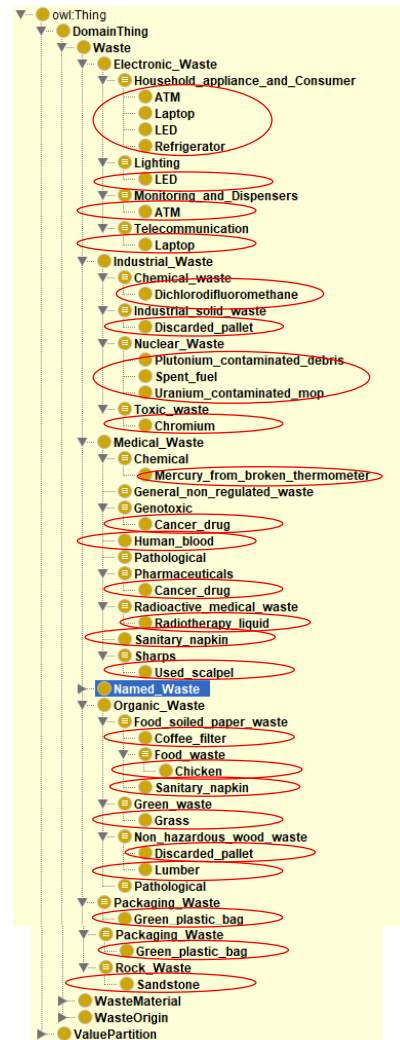 owl:Thing
DomainThing
Waste
Electronic_Waste
Household_appliance_and_Consumer
ATM
Laptop
LED
Refrigerator
Lighting
LED
Monitoring_and_Dispensers
ATM
Telecommunication
Laptop
Industrial_Waste
Chemical_waste
Dichlorodifluoromethane
Industrial_solid_waste
Discarded_pallet
Nuclear_Waste
Plutonium_contaminated_debris
Spent_fuel
Uranium_contaminated_mop
Toxic_waste
Chromium
Medical_Waste
Chemical
Mercury_from_broken_thermometer
General_non_regulated_waste
Genotoxic
Cancer_drug
Human_blood
Pathological
Pharmaceuticals
Cancer_drug
Radioactive_medical_waste
Radiotherapy_liquid
Sanitary_napkin
Sharps
Used_scalpel
Named_Waste
Organic_Waste
Food_soiled_paper_waste
Coffee_filter
Food_waste
Chicken
Sanitary_napkin
Green_waste
Grass
Non_hazardous_wood_waste
Discarded_pallet
Lumber
Pathological
Packaging_Waste
Green_plastic_bag
Packaging_Waste
Green_plastic_bag
Rock_Waste
Sandstone
WasteMaterial
WasteOrigin
ValuePartition